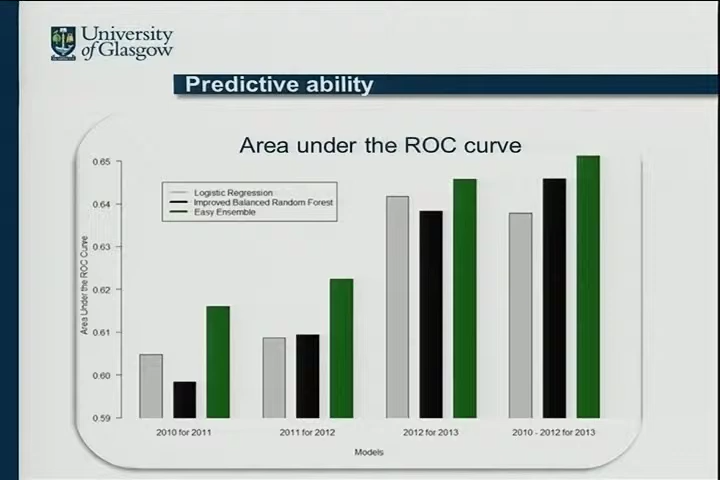 University
of Glasgow
Predictive ability
Area under the ROC curve
Logistic Regression
Improved Balanced Random Forest
Easy Ensemble
Area Under the ROC Curve
0.65
0.64
0.63
0.62
0.61
0.60
0.59
2010 for 2011
2011 for 2012
2012 for 2013
2010 - 2012 for 2013
Models